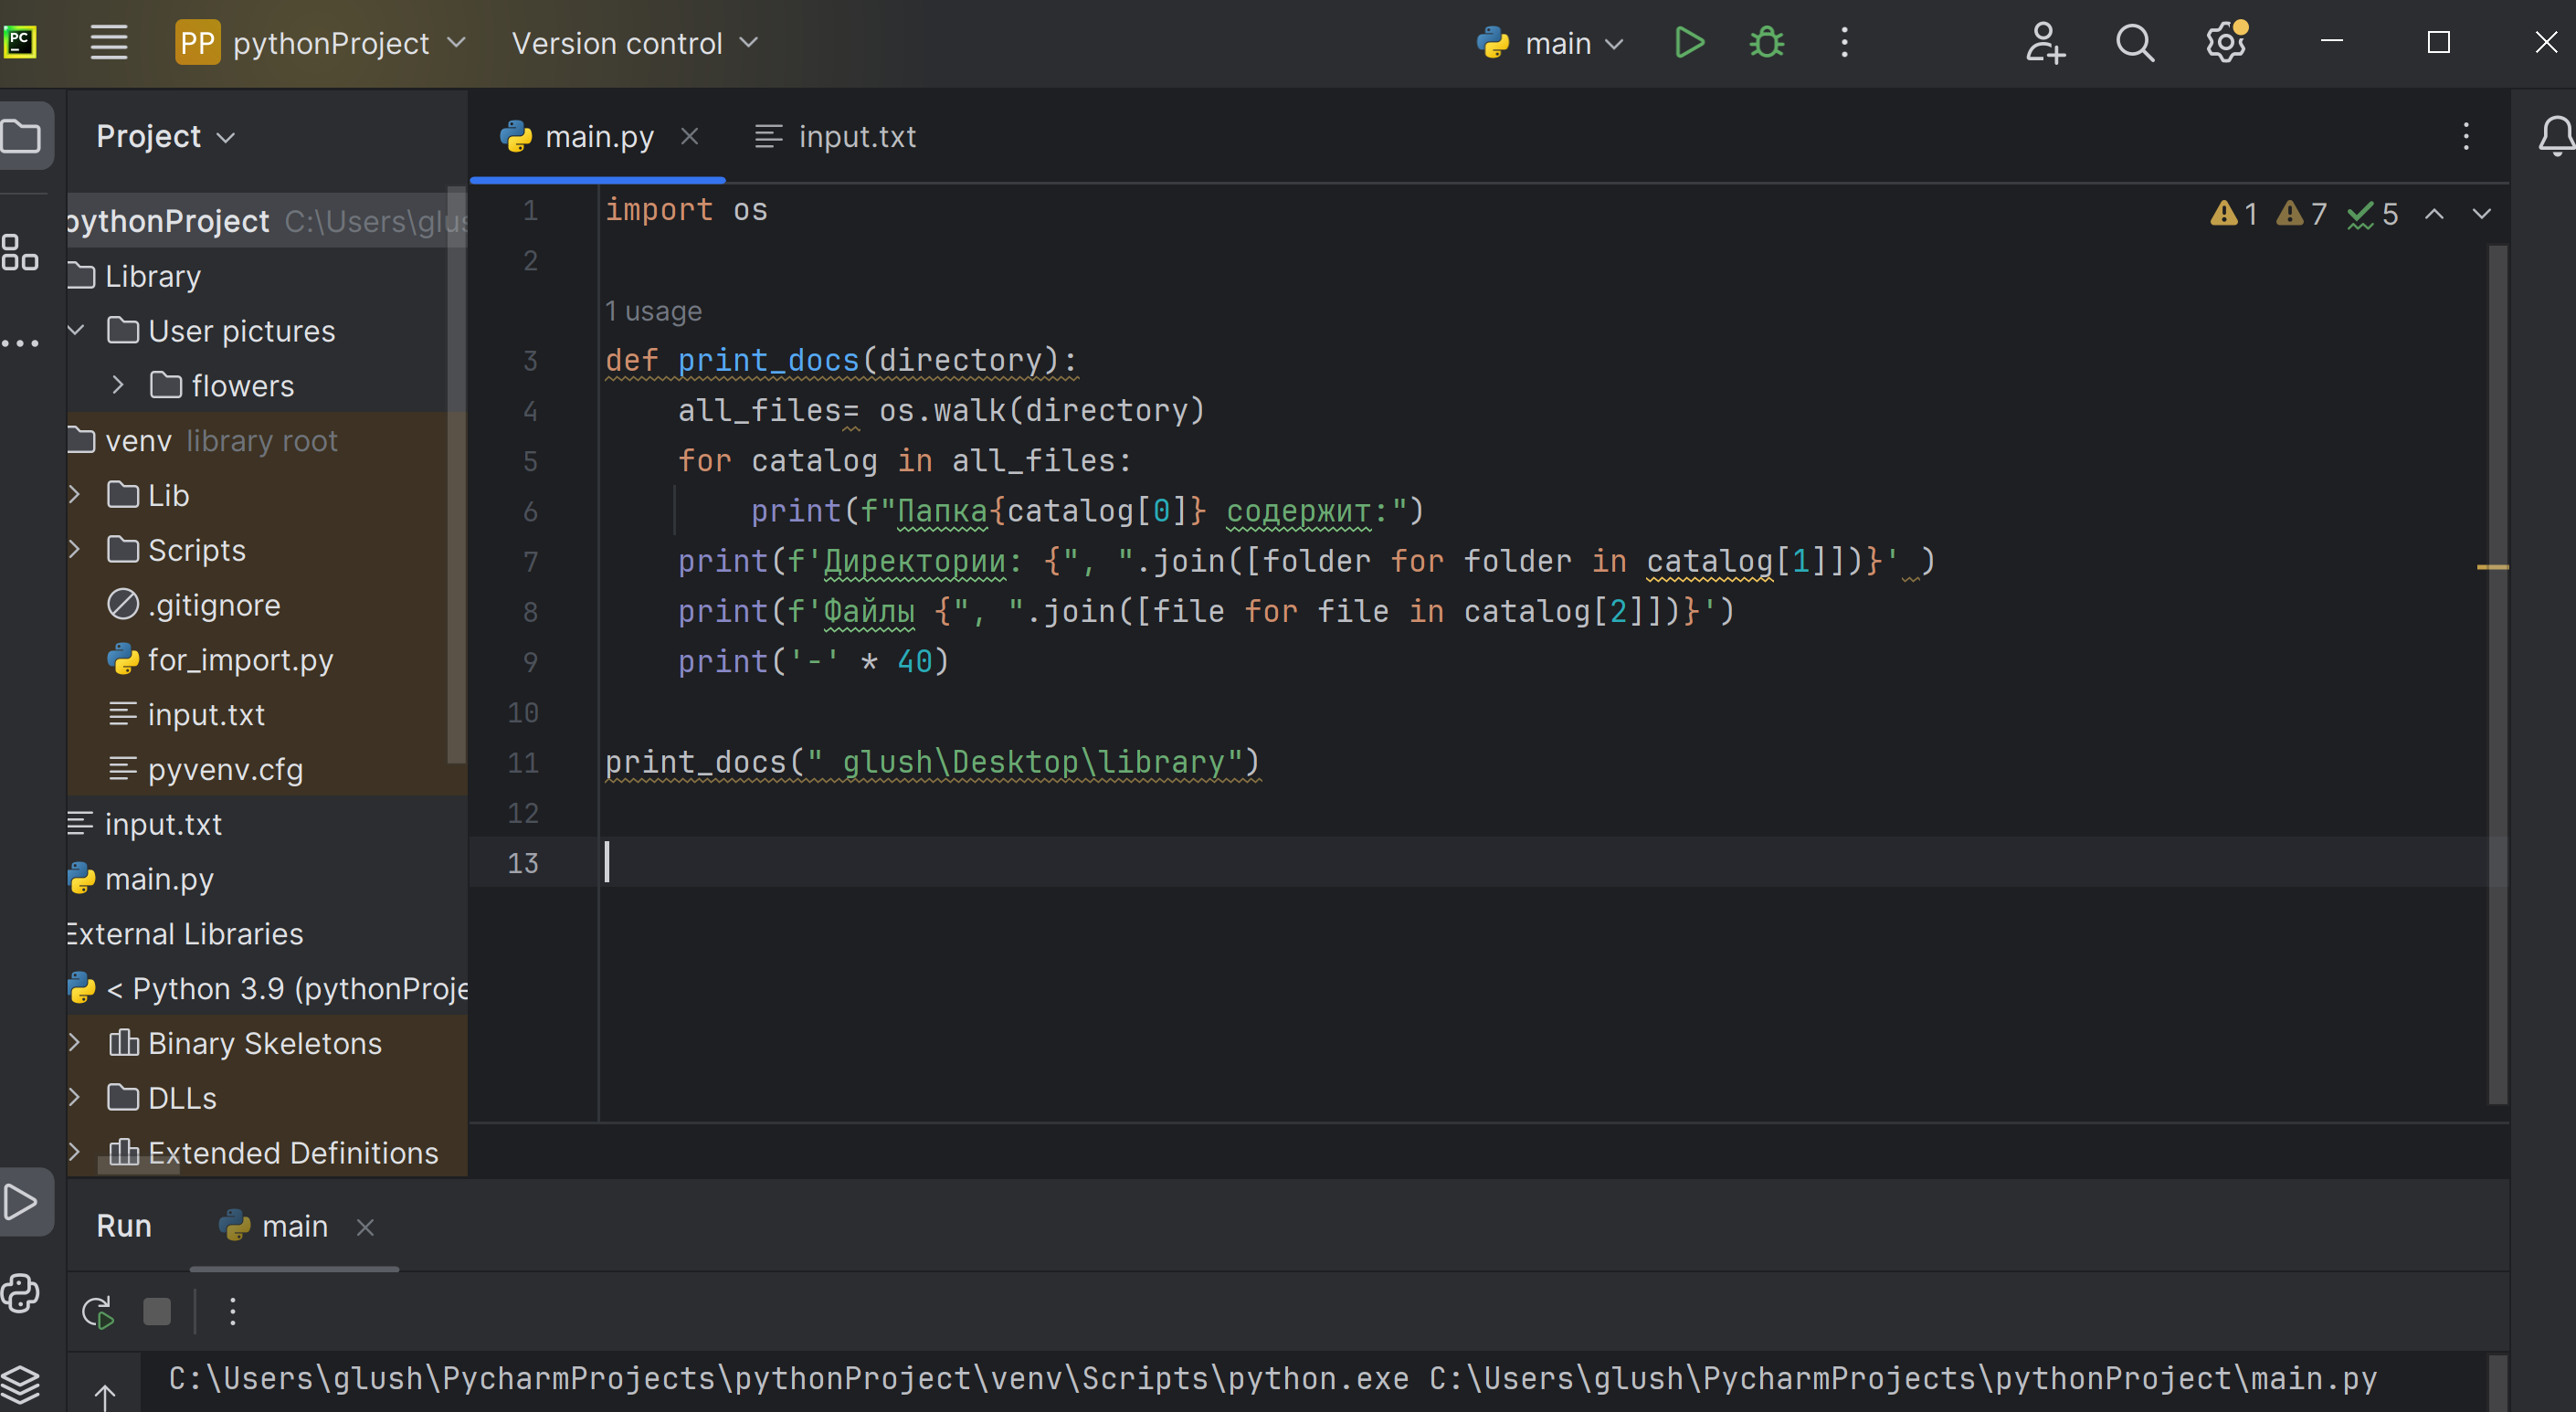 PC
PP pythonProject
Version control
main
Project
main.py
input.txt
pythonProject C:\Users\glus
Library
User pictures
flowers
venv library root
Lib
Scripts
.gitignore
for_import.py
input.txt
pyvenv.cfg
input.txt
main.py
External Libraries
< Python 3.9 (pythonProje
Binary Skeletons
DLLs
Extended Definitions
1 7 5
1 import os
2
1 usage
3 def print_docs(directory):
4 all_files= os.walk(directory)
5 for catalog in all_files:
6 print(f"Папка{catalog[0]} содержит:")
7 print(f'Директории: {", ".join([folder for folder in catalog[1]])}' )
8 print(f'Файлы {", ".join([file for file in catalog[2]])}')
9 print('-' * 40)
10
11 print_docs(" glush\Desktop\library")
12
13
Run
main
C:\Users\glush\PycharmProjects\pythonProject\venv\Scripts\python.exe C:\Users\glush\PycharmProjects\pythonProject\main.py